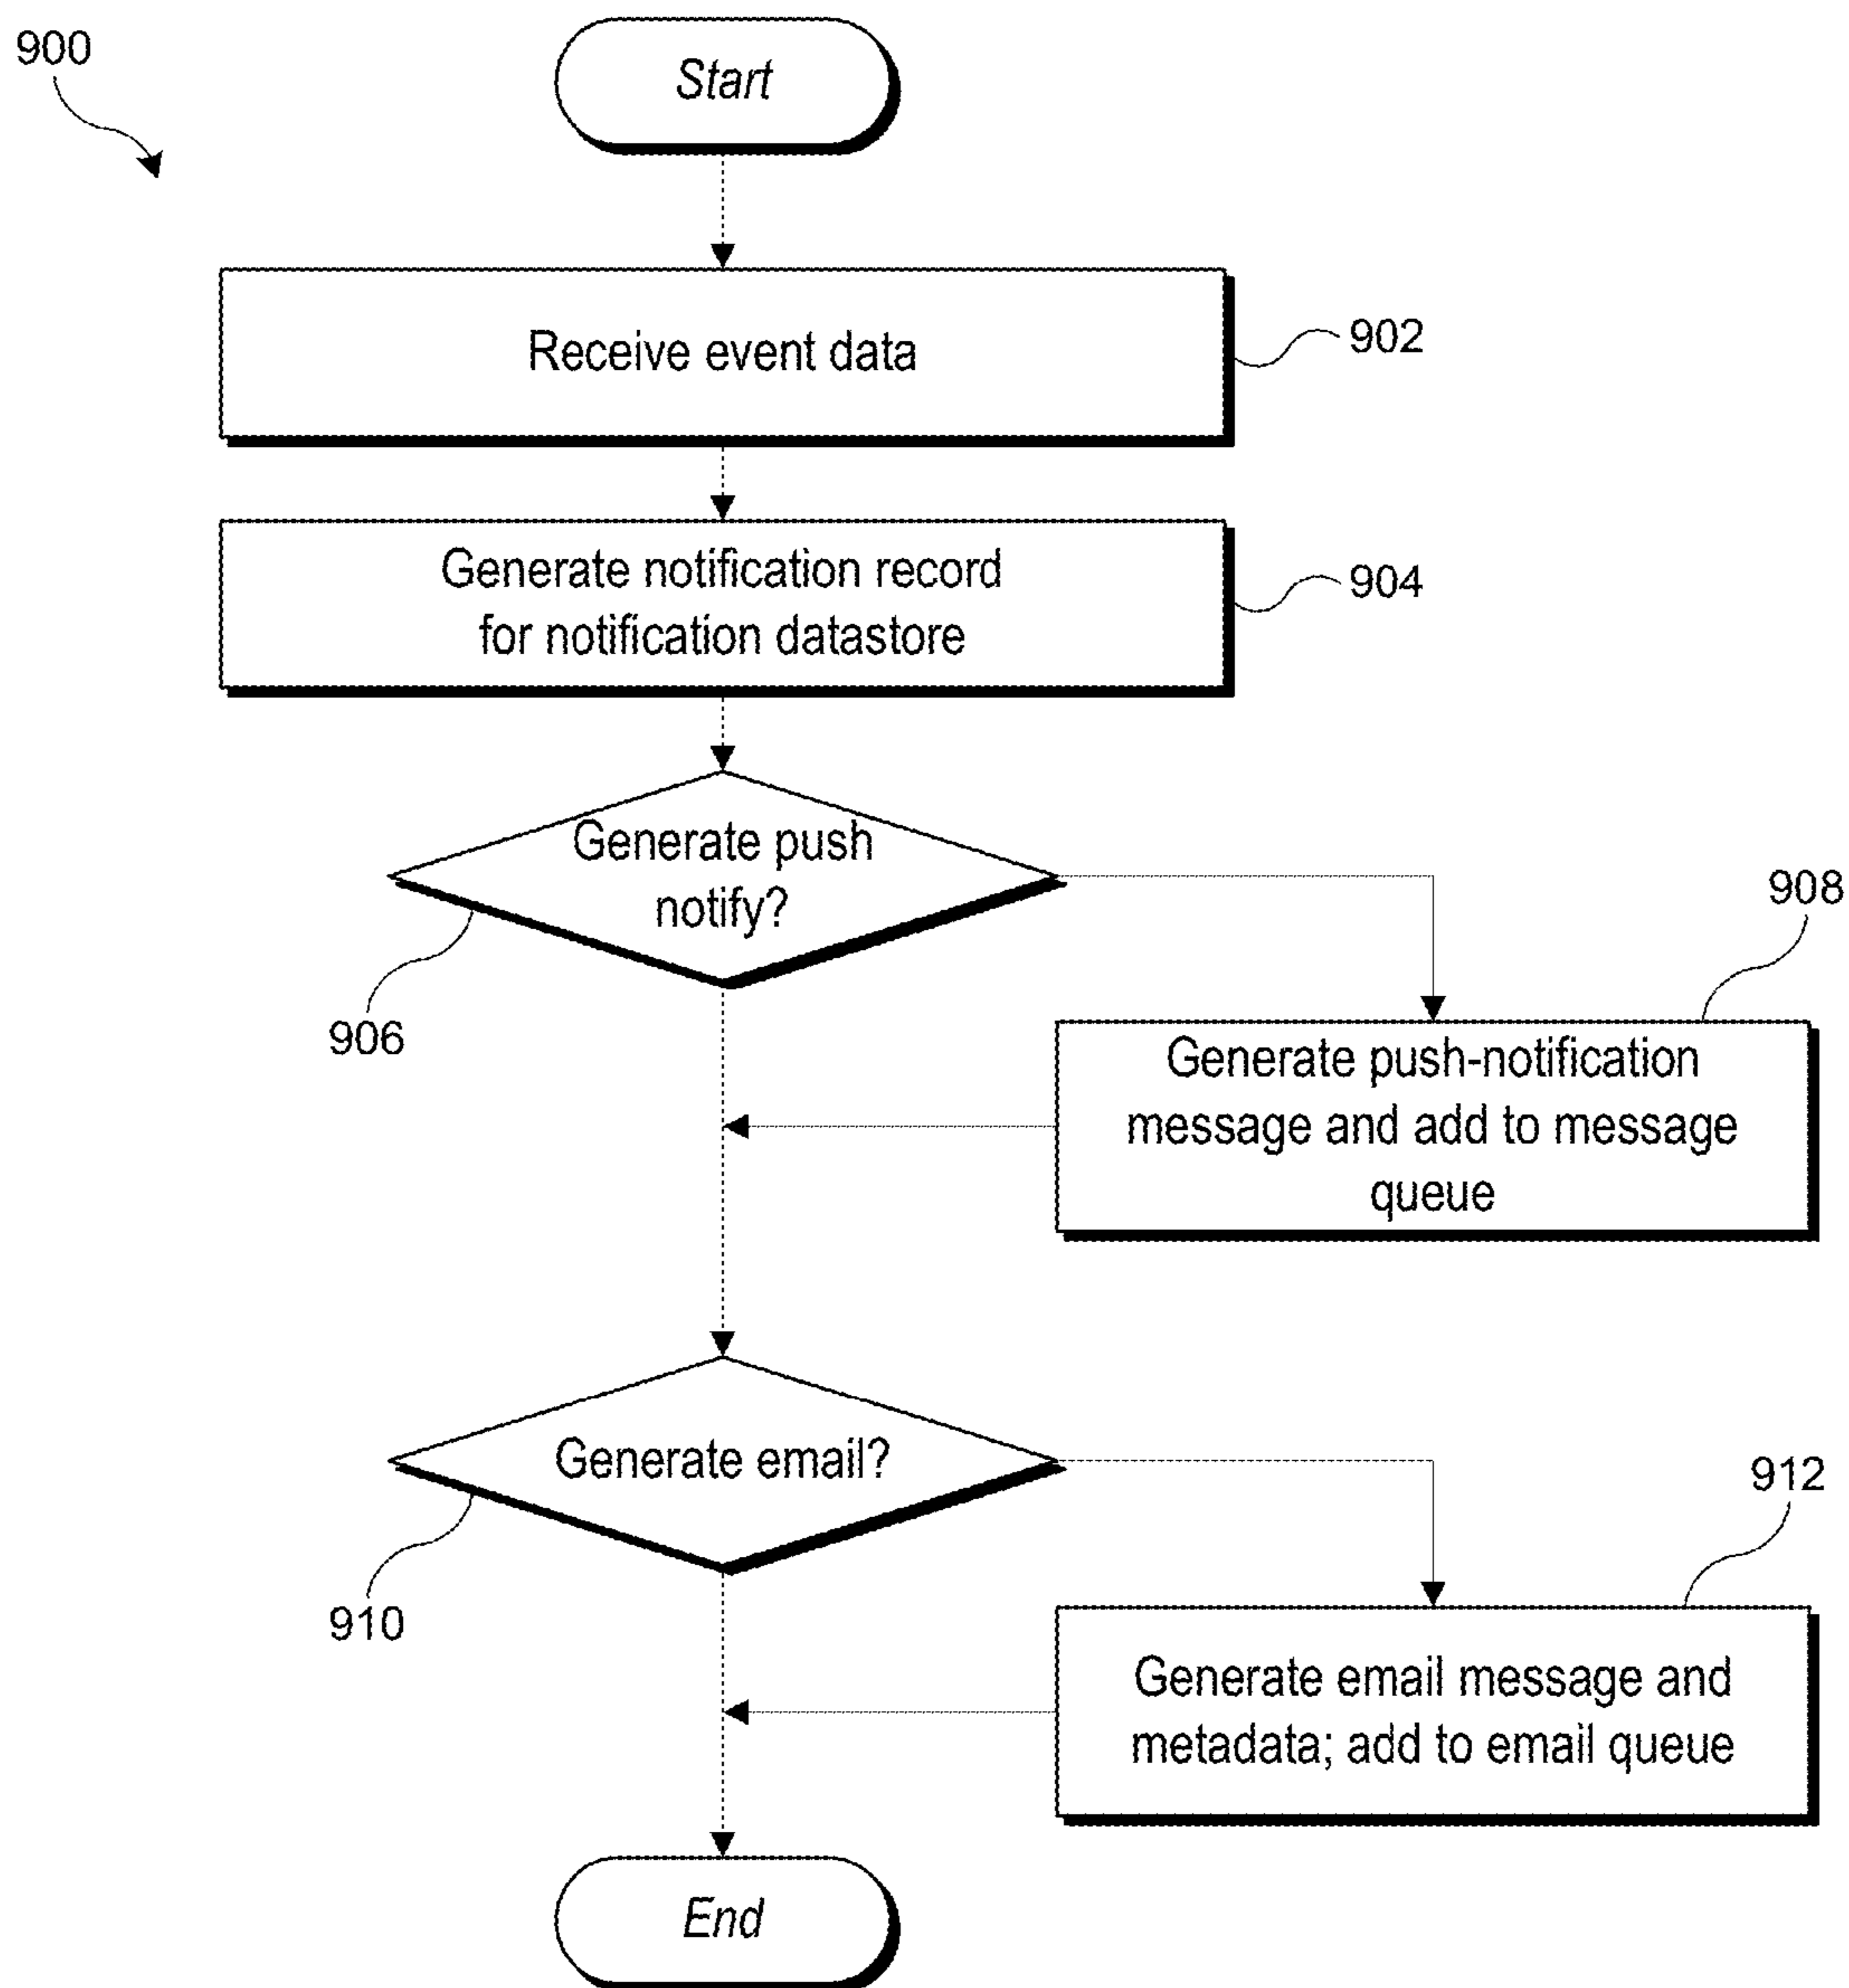 900
Start
Receive event data
902
Generate notification record
for notification datastore
904
Generate push
notify?
906
908
Generate push-notification
message and add to message
queue
Generate email?
910
912
Generate email message and
metadata; add to email queue
End